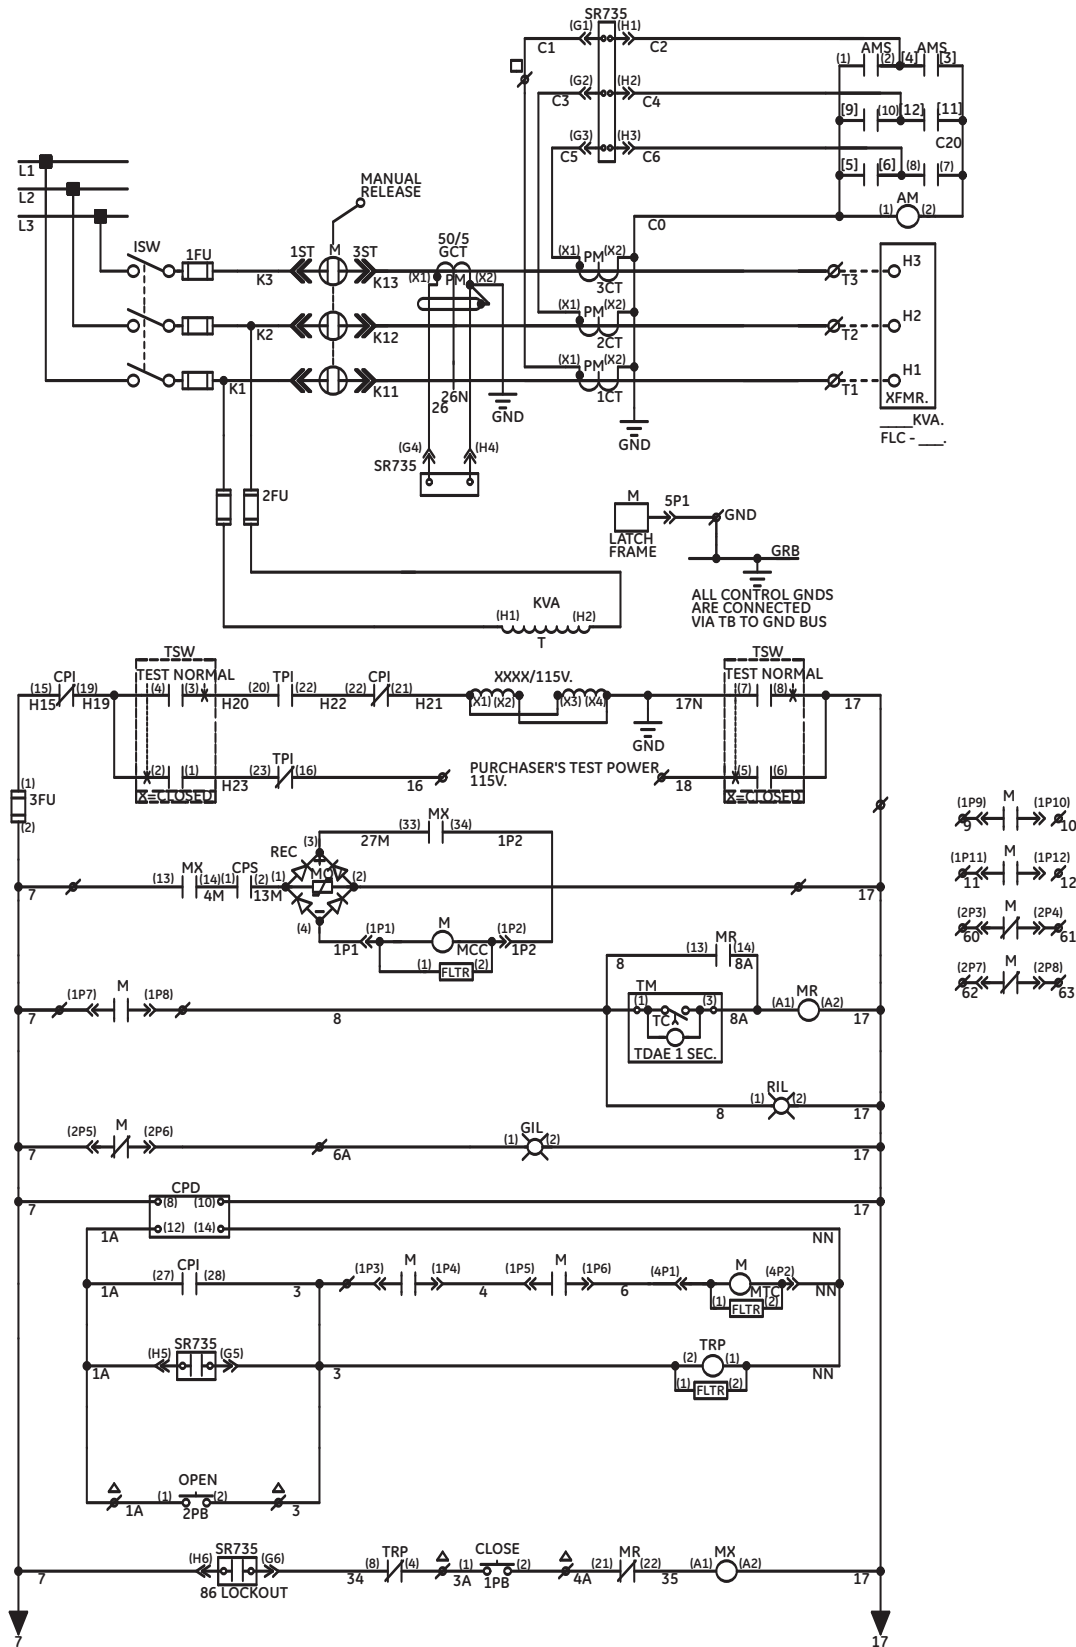 SR735
(G1) (H1)
C1 C2
AMS AMS
(1) (2) [4] [3]
(G2) (H2)
C3 C4
[9] (10) [12] [11]
C20
(G3) (H3)
C5 C6
[5] [6] (8) (7)
L1
L2
L3
MANUAL
RELEASE
AM
(1) (2)
C0
ISW 1FU 1ST M 3ST
50/5
GCT
(X1) PM (X2)
K3 K13
(X1) PM (X2)
3CT
T3 H3
K2 K12
(X1) PM (X2)
2CT
T2 H2
K1 K11
(X1) PM (X2)
1CT
T1 H1
XFMR.
26 26N
GND
GND
____KVA.
FLC - ___.
(G4) (H4)
SR735
2FU
M 5P1 GND
LATCH
FRAME
GRB
ALL CONTROL GNDS
ARE CONNECTED
VIA TB TO GND BUS
KVA
(H1) (H2)
T
TSW TSW
CPI TEST NORMAL TPI CPI XXXX/115V. TEST NORMAL
(15) (19) (4) (3) (20) (22) (22) (21) (X1) (X2) (X3) (X4) (7) (8)
H15 H19 H20 H22 H21 17N 17
GND
TPI
(2) (1) (23) (16) (5) (6)
H23 16 18
PURCHASER'S TEST POWER
115V.
X=CLOSED X=CLOSED
(1)
3FU
(2)
MX
(33) (34)
27M 1P2
(1P9) M (1P10)
9 10
REC (3)
MX CPS MO
(13) (14) (1) (2) (1) (2)
7 4M 13M 17
(4)
(1P11) M (1P12)
11 12
(1P1) M (1P2)
1P1 MCC 1P2
(1) FLTR (2)
(2P3) M (2P4)
60 61
MR
(13) (14)
8 8A
(2P7) M (2P8)
62 63
(1P7) M (1P8)
7 8
TM
(1) (3)
TC
TDAE 1 SEC.
8A
MR
(A1) (A2)
17
RIL
(1) (2)
8 17
(2P5) M (2P6)
7 6A
GIL
(1) (2)
17
CPD
(8) (10)
7 17
(12) (14)
1A NN
CPI
(27) (28)
1A 3
(1P3) M (1P4)
4
(1P5) M (1P6)
6
(4P1) M (4P2)
MTC NN
(1) FLTR (2)
SR735
(H5) (G5)
1A 3
TRP
(2) (1)
NN
(1) FLTR (2)
OPEN
(1) (2)
1A 2PB 3
SR735 TRP CLOSE MR MX
(H6) (G6) (8) (4) (1) (2) (21) (22) (A1) (A2)
7 34 3A 1PB 4A 35 17
86 LOCKOUT
7 17